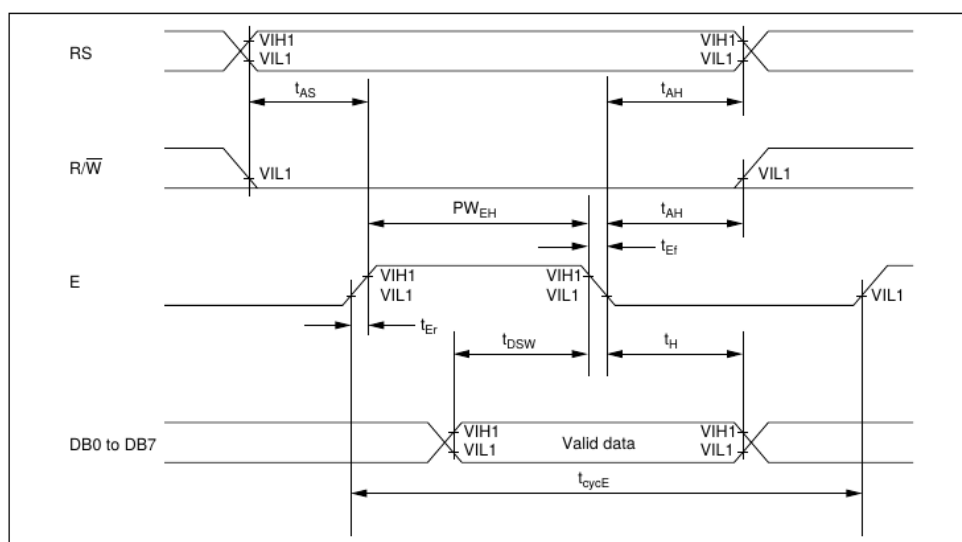 RS
VIH1
VIL1
VIH1
VIL1
tAS
tAH
R/W̅
VIL1
VIL1
PWEH
tAH
tEf
E
VIH1
VIL1
VIH1
VIL1
VIL1
tEr
tDSW
tH
DB0 to DB7
VIH1
VIL1
Valid data
VIH1
VIL1
tcycE